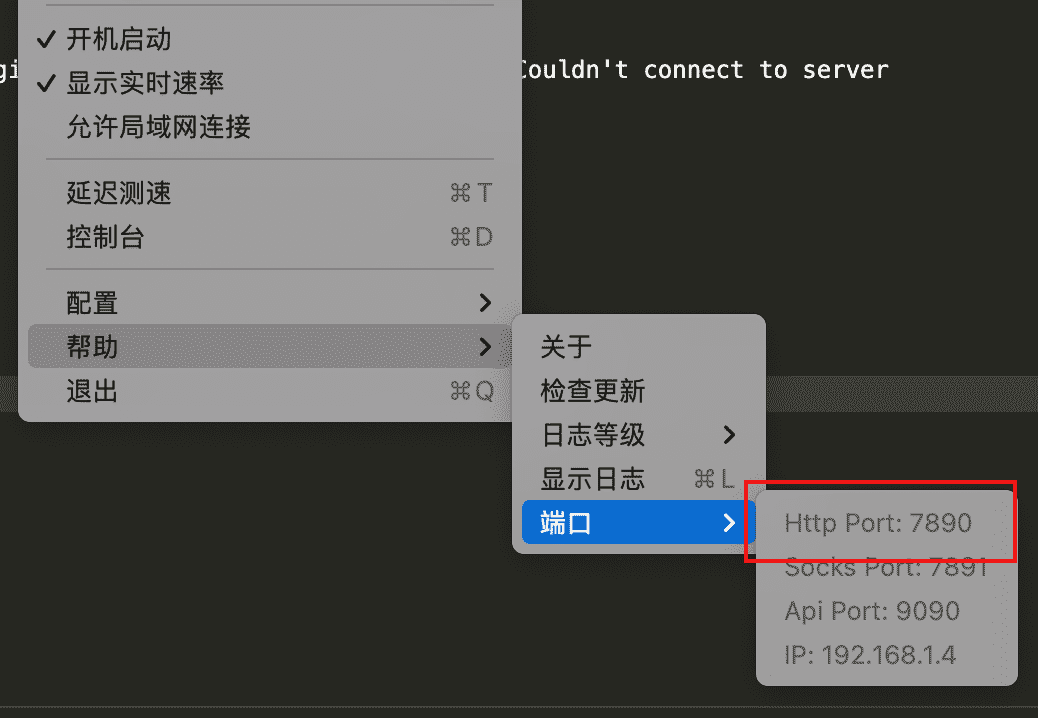 ✓ 开机启动
✓ 显示实时速率
Couldn't connect to server
允许局域网连接
延迟测速 ⌘ T
控制台 ⌘ D
配置
帮助
退出 ⌘ Q
关于
检查更新
日志等级
显示日志 ⌘ L
端口
Http Port: 7890
Socks Port: 7891
Api Port: 9090
IP: 192.168.1.4